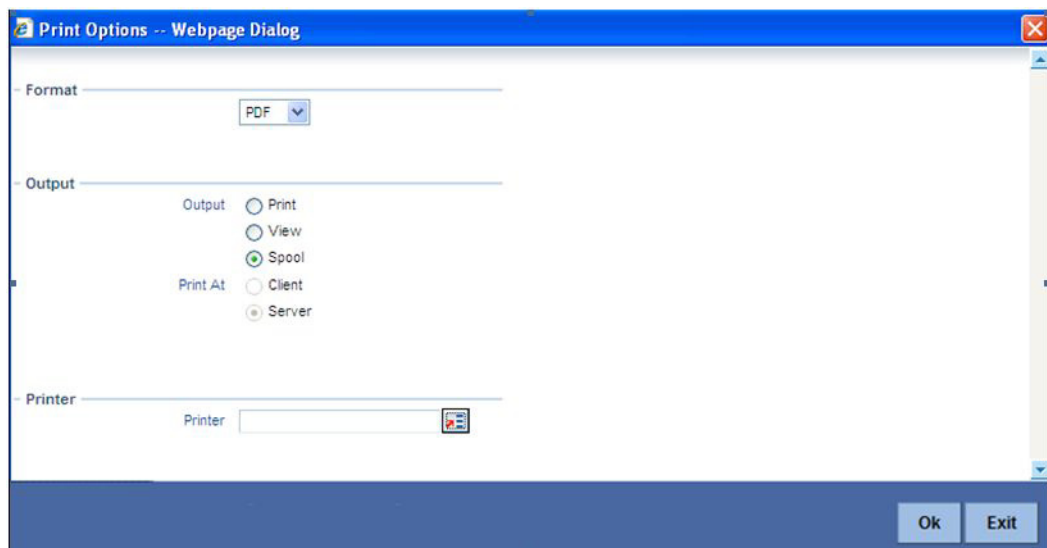 Print Options -- Webpage Dialog
Format
PDF
Output
Output Print
View
Spool
Print At Client
Server
Printer
Printer
Ok Exit